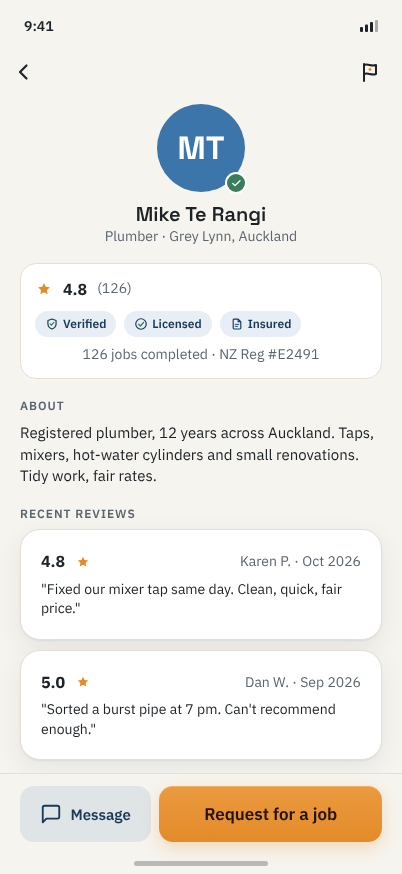 9:41
MT
Mike Te Rangi
Plumber · Grey Lynn, Auckland
4.8 (126)
Verified Licensed Insured
126 jobs completed · NZ Reg #E2491
ABOUT
Registered plumber, 12 years across Auckland. Taps,
mixers, hot-water cylinders and small renovations.
Tidy work, fair rates.
RECENT REVIEWS
4.8 Karen P. · Oct 2026
"Fixed our mixer tap same day. Clean, quick, fair
price."
5.0 Dan W. · Sep 2026
"Sorted a burst pipe at 7 pm. Can't recommend
enough."
Message Request for a job